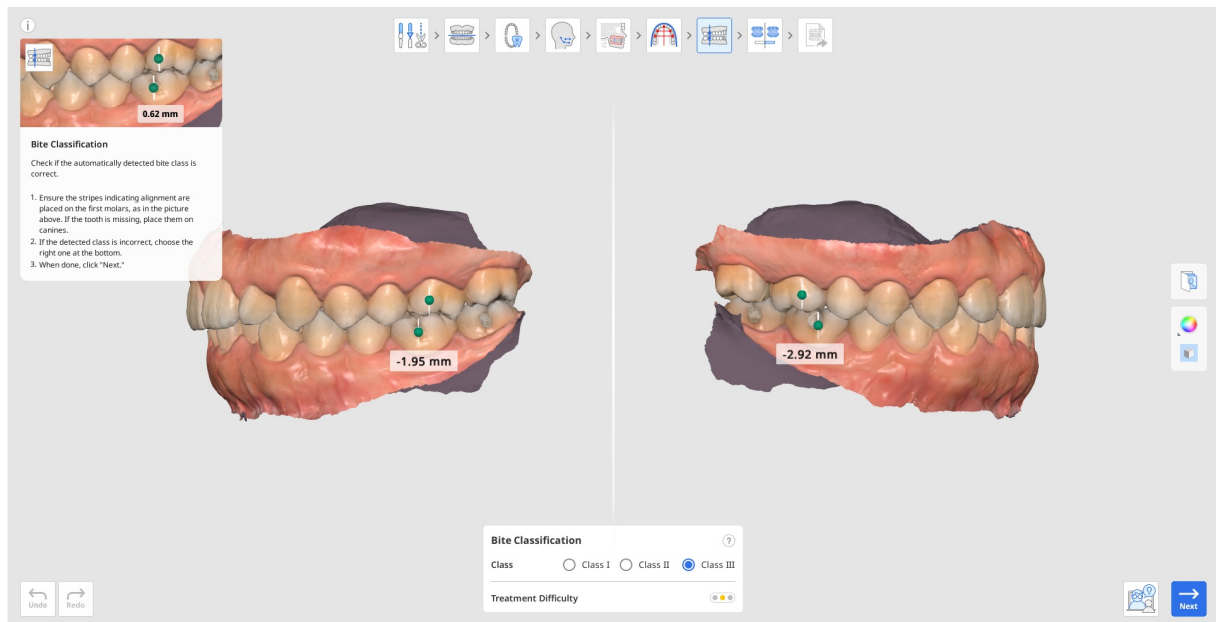 i
0.62 mm
Bite Classification
Check if the automatically detected bite class is
correct.
1. Ensure the stripes indicating alignment are
placed on the first molars, as in the picture
above. If the tooth is missing, place them on
canines.
2. If the detected class is incorrect, choose the
right one at the bottom.
3. When done, click "Next."
-1.95 mm
-2.92 mm
Bite Classification ?
Class Class I Class II Class III
Treatment Difficulty
Undo Redo
Next